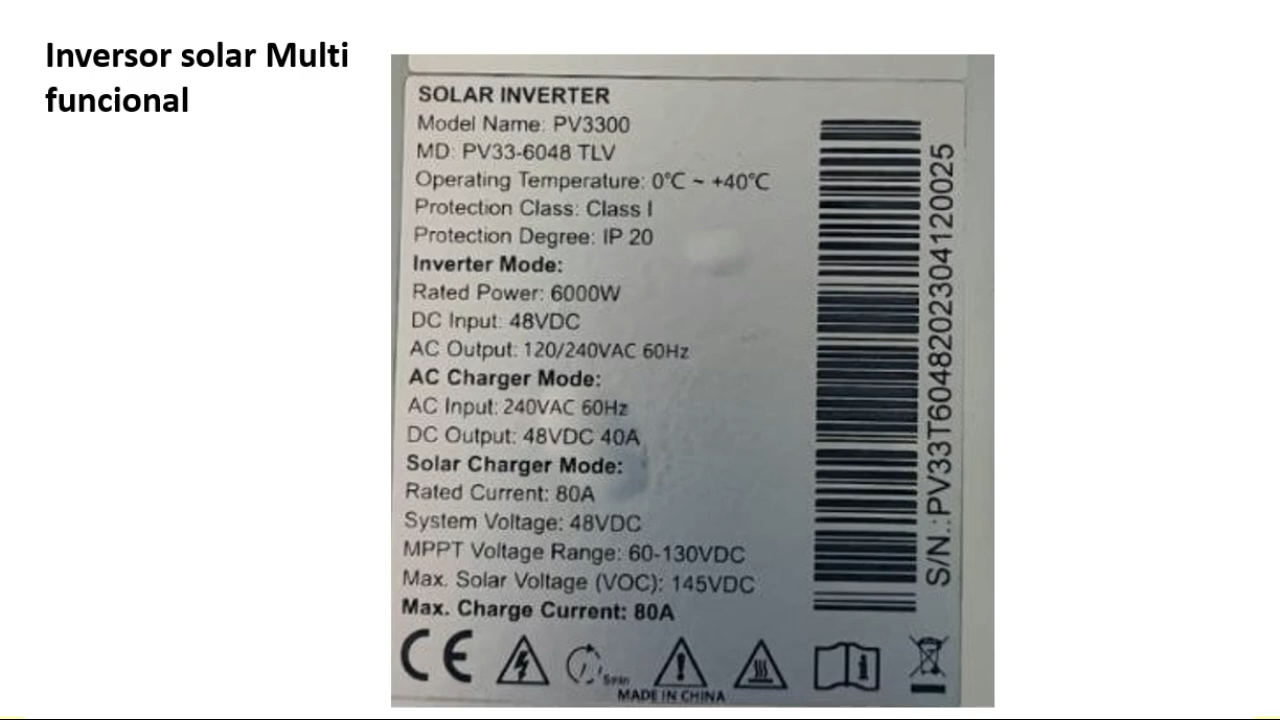 Inversor solar Multi
funcional
SOLAR INVERTER
Model Name: PV3300
MD: PV33-6048 TLV
Operating Temperature: 0°C ~ +40°C
Protection Class: Class I
Protection Degree: IP 20
Inverter Mode:
Rated Power: 6000W
DC Input: 48VDC
AC Output: 120/240VAC 60Hz
AC Charger Mode:
AC Input: 240VAC 60Hz
DC Output: 48VDC 40A
Solar Charger Mode:
Rated Current: 80A
System Voltage: 48VDC
MPPT Voltage Range: 60-130VDC
Max. Solar Voltage (VOC): 145VDC
Max. Charge Current: 80A
CE
5min
MADE IN CHINA
S/N.:PV33T6048202304120025